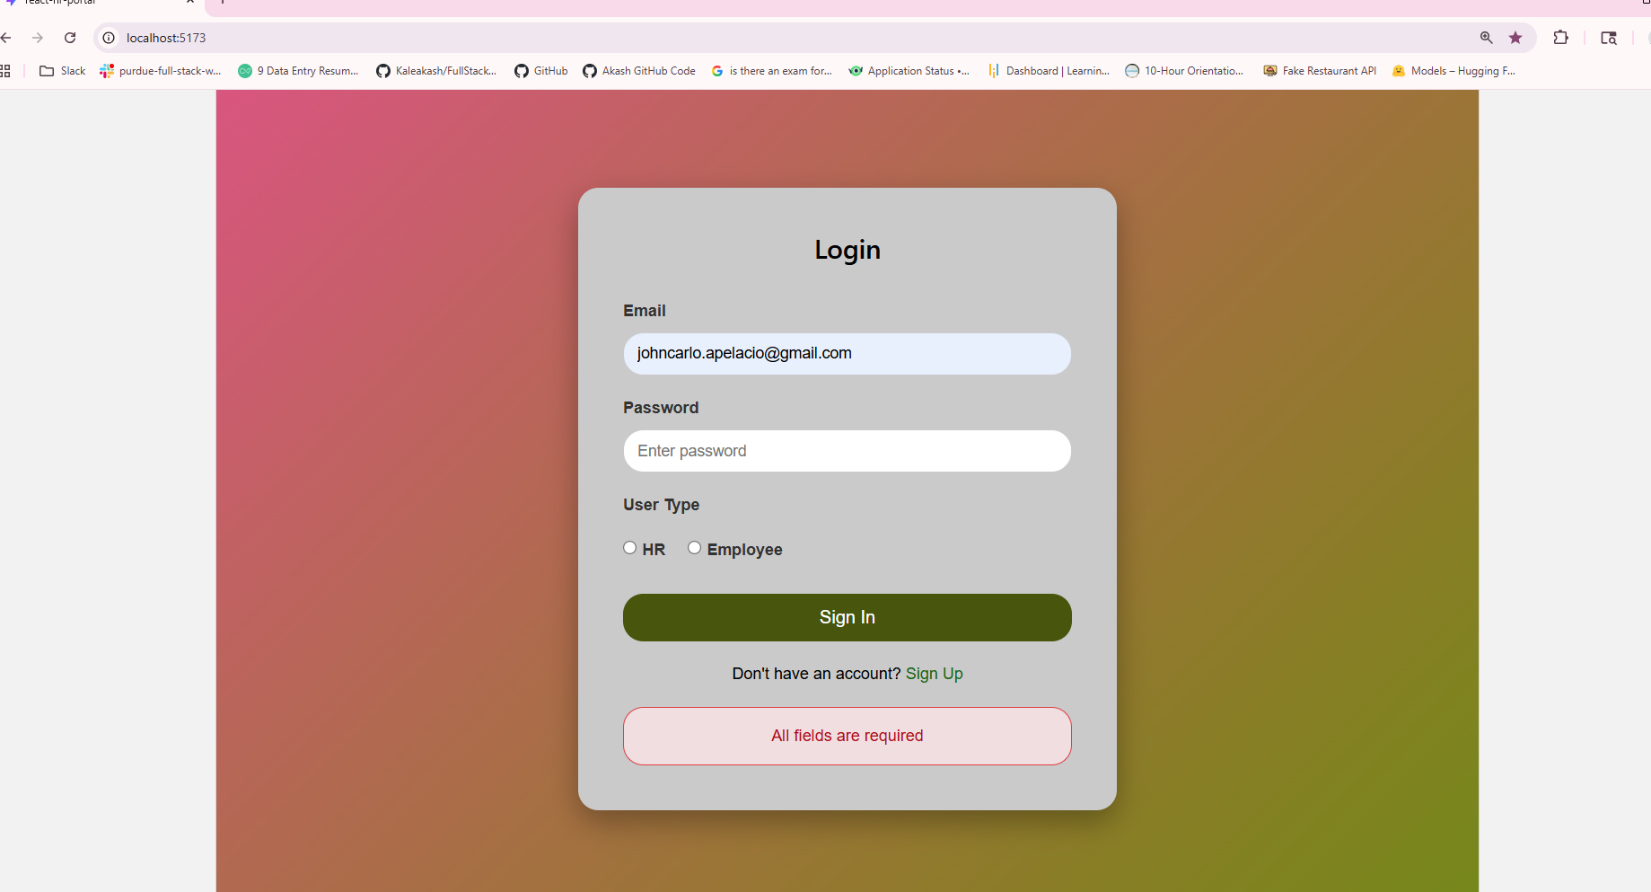 react-hr-portal
localhost:5173
Slack purdue-full-stack-w... 9 Data Entry Resum... Kaleakash/FullStack... GitHub Akash GitHub Code is there an exam for... Application Status •... Dashboard | Learnin... 10-Hour Orientatio... Fake Restaurant API Models – Hugging F...
Login
Email
johncarlo.apelacio@gmail.com
Password
Enter password
User Type
HR Employee
Sign In
Don't have an account? Sign Up
All fields are required